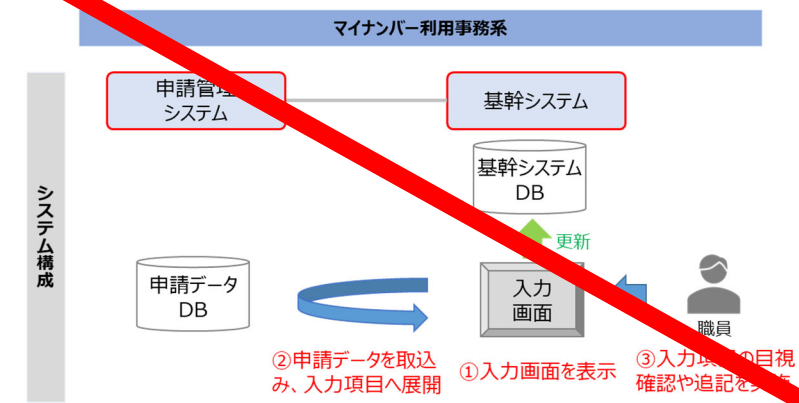 マイナンバー利用事務系
申請管理
システム
基幹システム
システム構成
基幹システム
DB
更新
申請データ
DB
入力
画面
職員
②申請データを取込
み、入力項目へ展開
①入力画面を表示
③入力項目の目視
確認や追記を実施